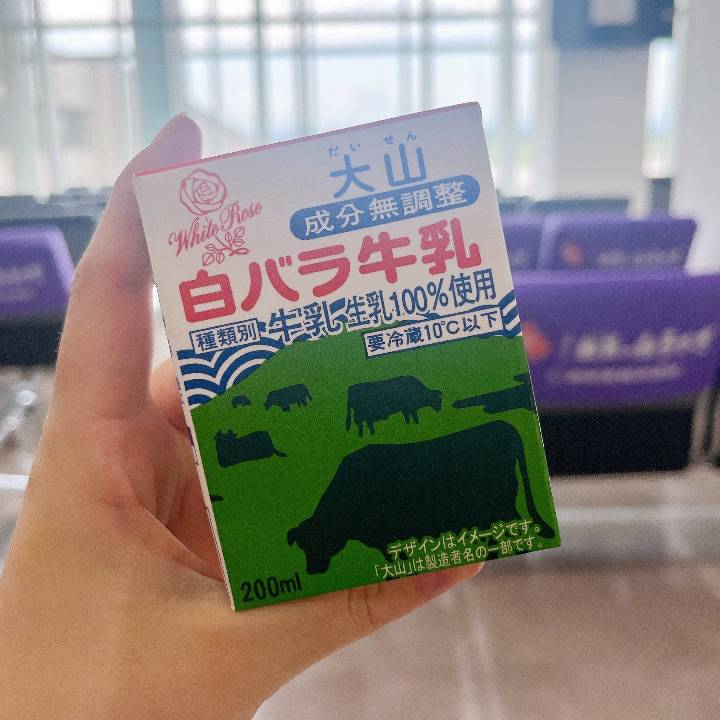 だいせん
大山
White Rose
成分無調整
白バラ牛乳
種類別 牛乳 生乳100%使用
要冷蔵10℃以下
デザインはイメージです。
「大山」は製造者名の一部です。
200ml